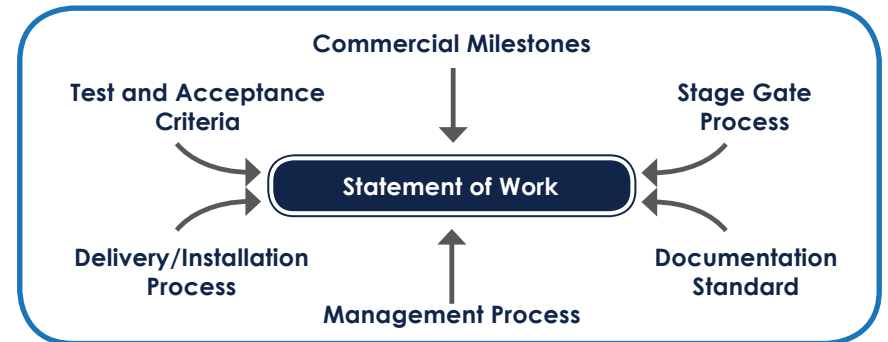 Commercial Milestones
Test and Acceptance
Criteria
Stage Gate
Process
Statement of Work
Delivery/Installation
Process
Documentation
Standard
Management Process